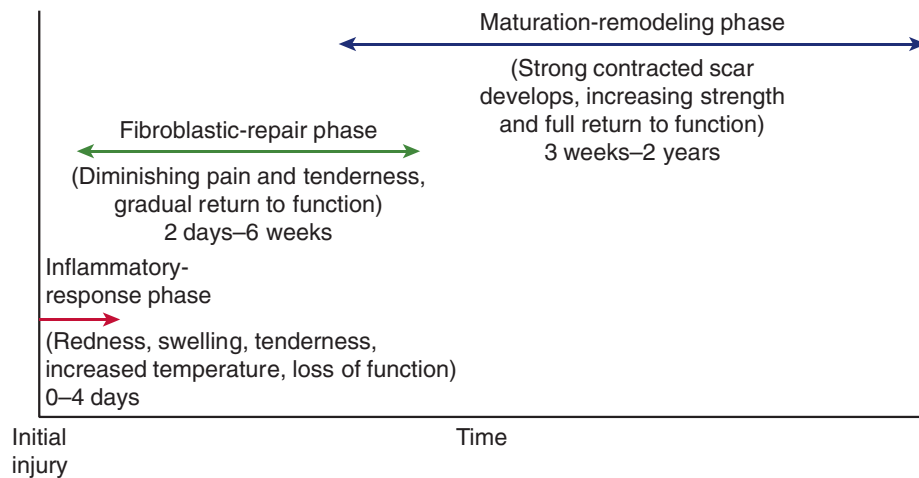 Maturation-remodeling phase
(Strong contracted scar
develops, increasing strength
and full return to function)
3 weeks–2 years
Fibroblastic-repair phase
(Diminishing pain and tenderness,
gradual return to function)
2 days–6 weeks
Inflammatory-
response phase
(Redness, swelling, tenderness,
increased temperature, loss of function)
0–4 days
Initial
injury
Time